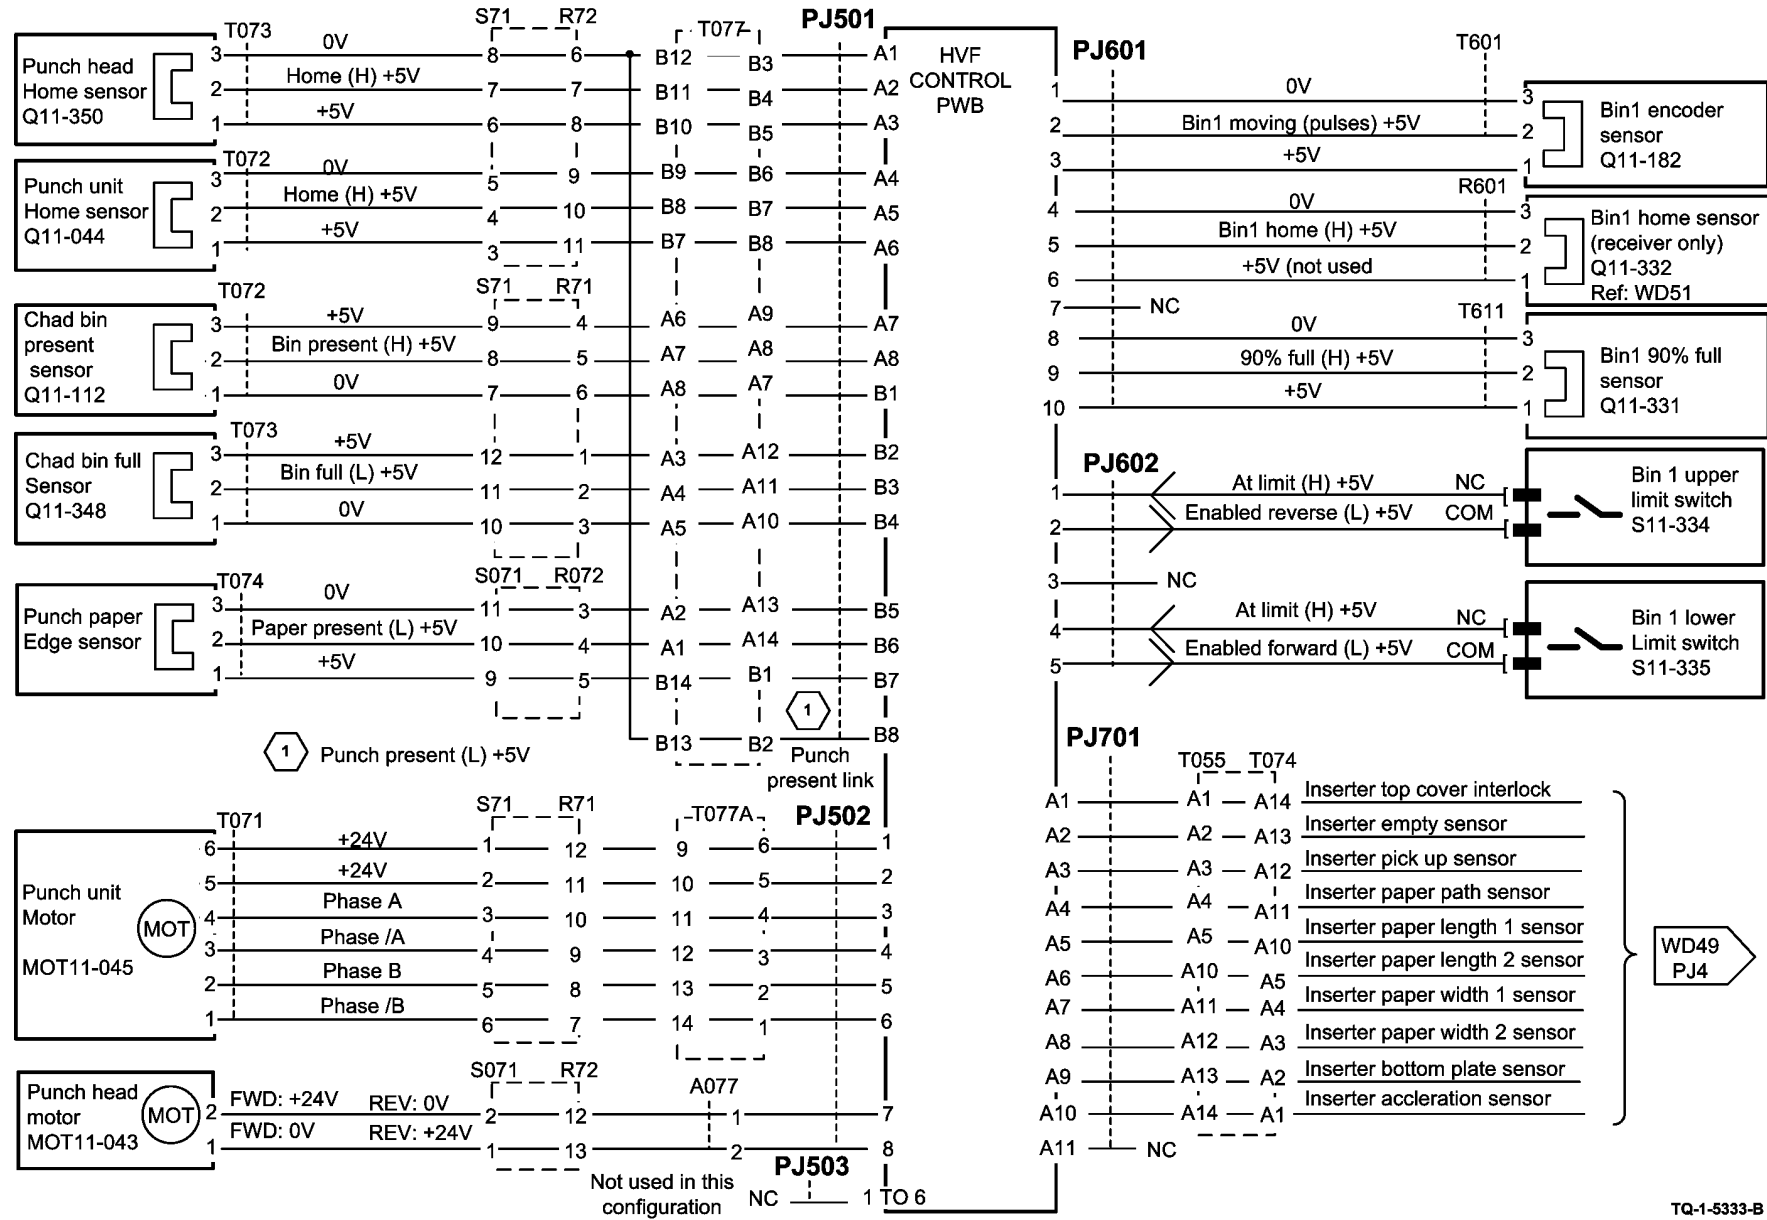 PJ501
HVF
CONTROL
PWB
S71 R72
T077
T073
Punch head
Home sensor
Q11-350
3 0V 8 6 B12 B3 A1
2 Home (H) +5V 7 7 B11 B4 A2
1 +5V 6 8 B10 B5 A3
T072
Punch unit
Home sensor
Q11-044
3 0V 5 9 B9 B6 A4
2 Home (H) +5V 4 10 B8 B7 A5
1 +5V 3 11 B7 B8 A6
S71 R71
T072
Chad bin
present
sensor
Q11-112
3 +5V 9 4 A6 A9 A7
2 Bin present (H) +5V 8 5 A7 A8 A8
1 0V 7 6 A8 A7 B1
T073
Chad bin full
Sensor
Q11-348
3 +5V 12 1 A3 A12 B2
2 Bin full (L) +5V 11 2 A4 A11 B3
1 0V 10 3 A5 A10 B4
S071 R072
T074
Punch paper
Edge sensor
3 0V 11 3 A2 A13 B5
2 Paper present (L) +5V 10 4 A1 A14 B6
1 +5V 9 5 B14 B1 B7
B13 B2 B8
1
Punch
present link
1 Punch present (L) +5V
S71 R71
T077A
PJ502
T071
Punch unit
Motor
MOT11-045
MOT
6 +24V 1 12 9 6 1
5 +24V 2 11 10 5 2
4 Phase A 3 10 11 4 3
3 Phase /A 4 9 12 3 4
2 Phase B 5 8 13 2 5
1 Phase /B 6 7 14 1 6
S071 R72
A077
Punch head
motor
MOT11-043
MOT
2 FWD: +24V REV: 0V 2 12 1 7
1 FWD: 0V REV: +24V 1 13 2 8
Not used in this
configuration
PJ503
NC 1 TO 6
PJ601
T601
1 0V 3
2 Bin1 moving (pulses) +5V 2
3 +5V 1
Bin1 encoder
sensor
Q11-182
R601
4 0V 3
5 Bin1 home (H) +5V 2
6 +5V (not used 1
Bin1 home sensor
(receiver only)
Q11-332
Ref: WD51
7 NC
T611
8 0V 3
9 90% full (H) +5V 2
10 +5V 1
Bin1 90% full
sensor
Q11-331
PJ602
1 At limit (H) +5V NC
2 Enabled reverse (L) +5V COM
Bin 1 upper
limit switch
S11-334
3 NC
4 At limit (H) +5V NC
5 Enabled forward (L) +5V COM
Bin 1 lower
Limit switch
S11-335
PJ701
T055 T074
A1 A1 A14 Inserter top cover interlock
A2 A2 A13 Inserter empty sensor
A3 A3 A12 Inserter pick up sensor
A4 A4 A11 Inserter paper path sensor
A5 A5 A10 Inserter paper length 1 sensor
A6 A10 A5 Inserter paper length 2 sensor
A7 A11 A4 Inserter paper width 1 sensor
A8 A12 A3 Inserter paper width 2 sensor
A9 A13 A2 Inserter bottom plate sensor
A10 A14 A1 Inserter accleration sensor
A11 NC
WD49
PJ4
TQ-1-5333-B